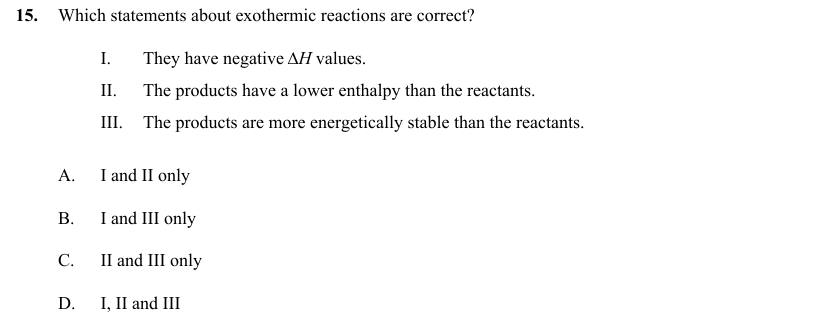 15. Which statements about exothermic reactions are correct?
I. They have negative ΔH values.
II. The products have a lower enthalpy than the reactants.
III. The products are more energetically stable than the reactants.
A. I and II only
B. I and III only
C. II and III only
D. I, II and III